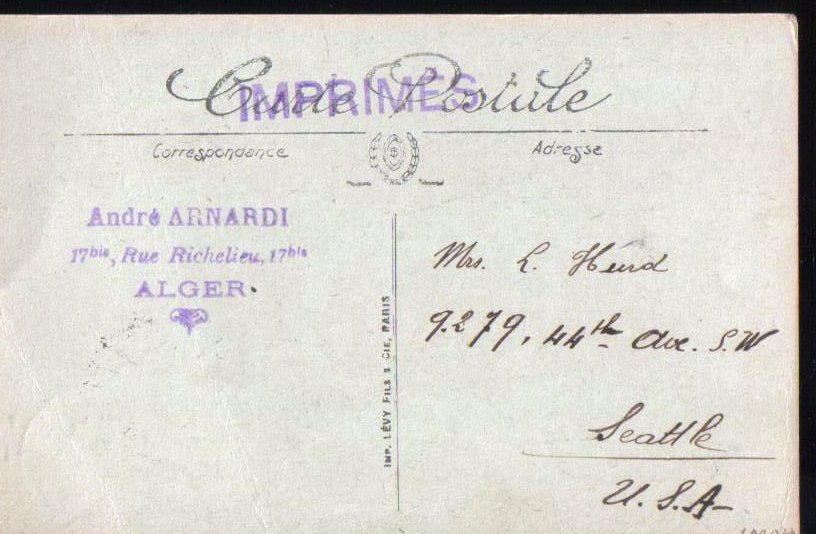 Carte Postale
IMPRIMÉS
Correspondance
Adresse
André ARNARDI
17bis, Rue Richelieu, 17bis
ALGER.
IMP. LÉVY FILS & CIE, PARIS
Mrs. L. Hurd
9279, 44th Ave. S.W
Seattle
U.S.A-